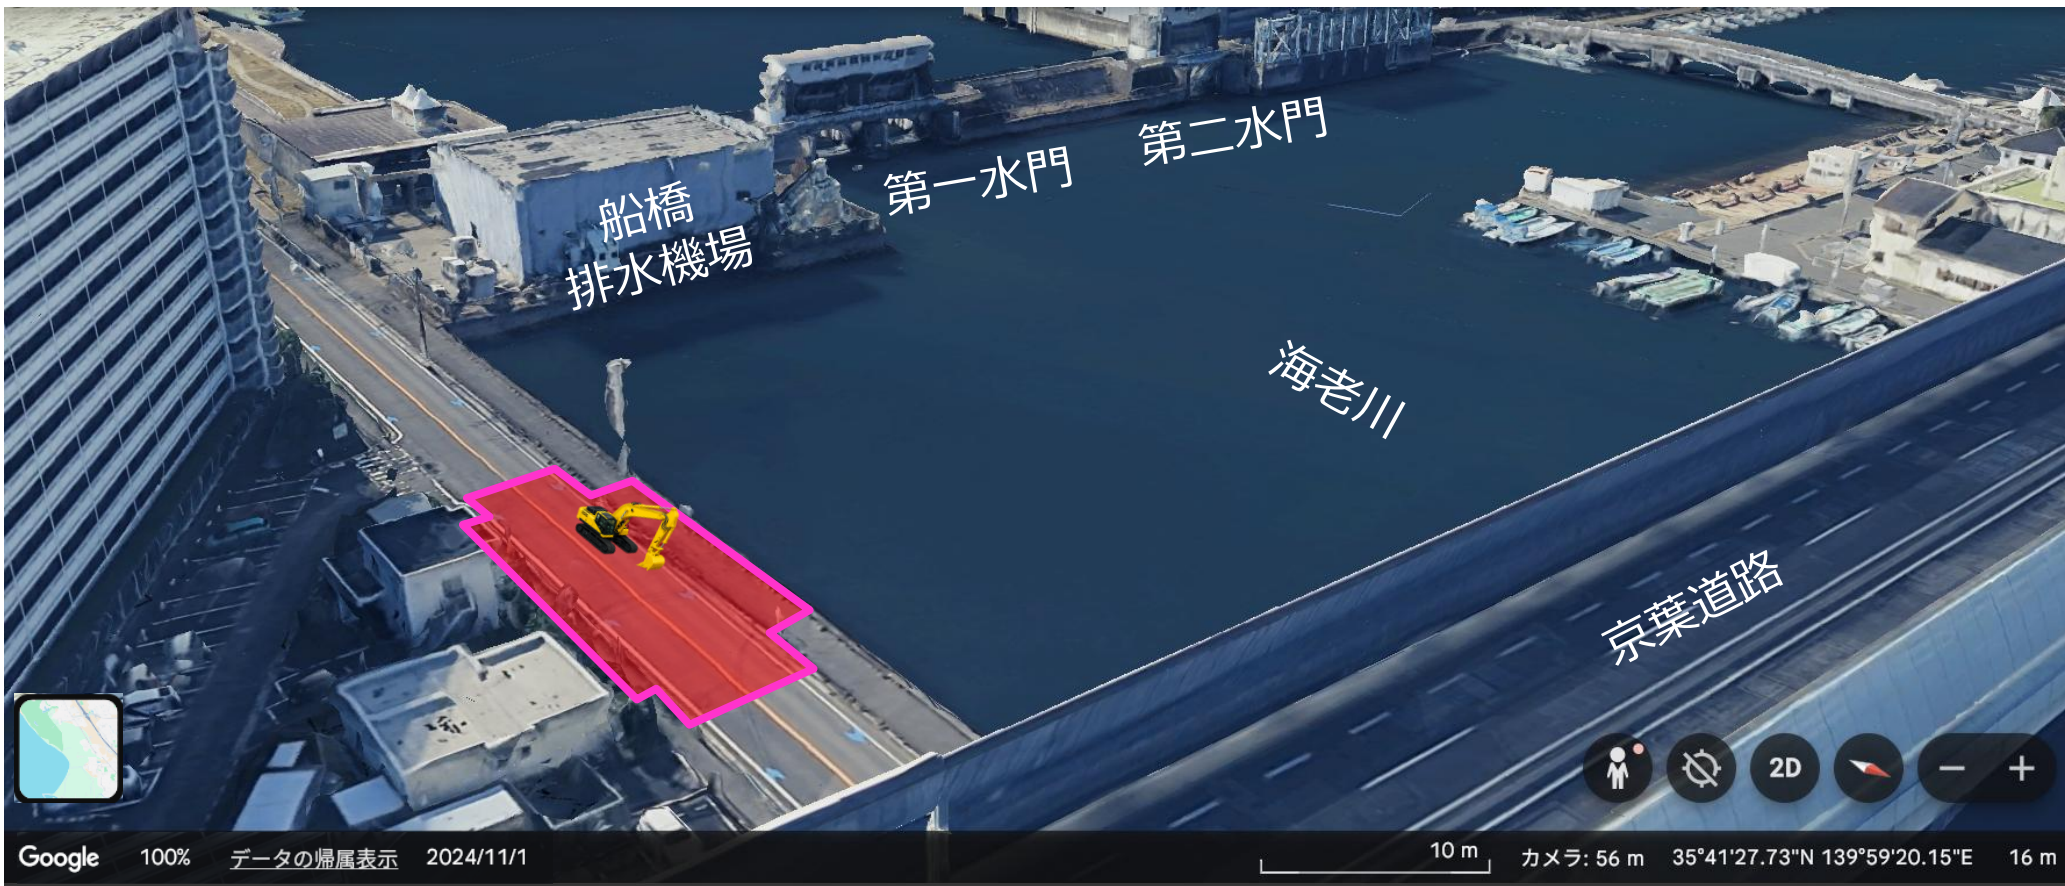 船橋
排水機場
第一水門
第二水門
海老川
京葉道路
2D
Google
100%
データの帰属表示
2024/11/1
10 m
カメラ: 56 m
35°41'27.73"N 139°59'20.15"E
16 m